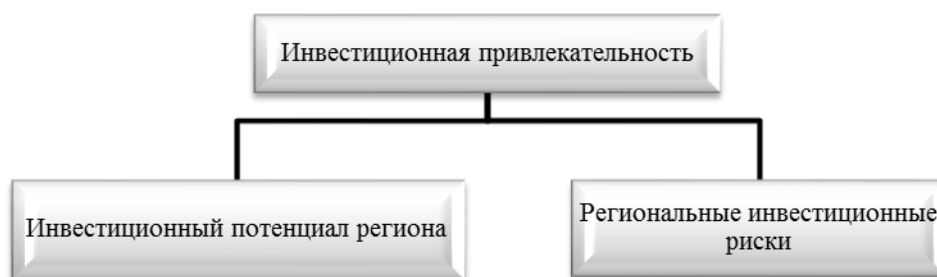 Инвестиционная привлекательность
Инвестиционный потенциал региона
Региональные инвестиционные
риски